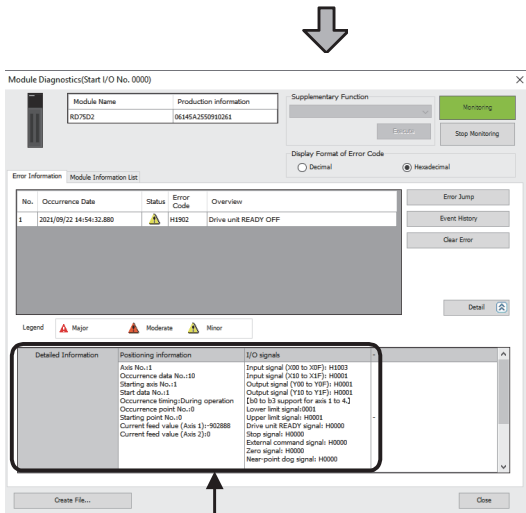 Module Diagnostics(Start I/O No. 0000)
Module Name
Production information
RD75D2
06145A2550910261
Supplementary Function
Execute
Monitoring
Stop Monitoring
Display Format of Error Code
Decimal
Hexadecimal
Error Information
Module Information List
No.
Occurrence Date
Status
Error Code
Overview
1
2021/09/22 14:54:32.880
H1902
Drive unit READY OFF
Error Jump
Event History
Clear Error
Detail
Legend
Major
Moderate
Minor
Detailed Information
Positioning information
I/O signals
-
Axis No.:1
Occurrence data No.:10
Starting axis No.:1
Start data No.:1
Occurrence timing:During operation
Occurrence point No.:0
Starting point No.:0
Current feed value (Axis 1):-902888
Current feed value (Axis 2):0
Input signal (X00 to X0F): H1003
Input signal (X10 to X1F): H0001
Output signal (Y00 to Y0F): H0001
Output signal (Y10 to Y1F): H0001
[b0 to b3 support for axis 1 to 4.]
Lower limit signal:0001
Upper limit signal: H0001
Drive unit READY signal: H0000
Stop signal: H0000
External command signal: H0000
Zero signal: H0000
Near-point dog signal: H0000
-
Create File...
Close